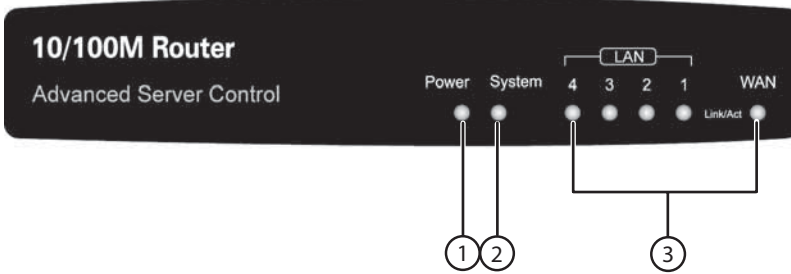 10/100M Router
Advanced Server Control
LAN
Power System 4 3 2 1 WAN
Link/Act
1 2 3